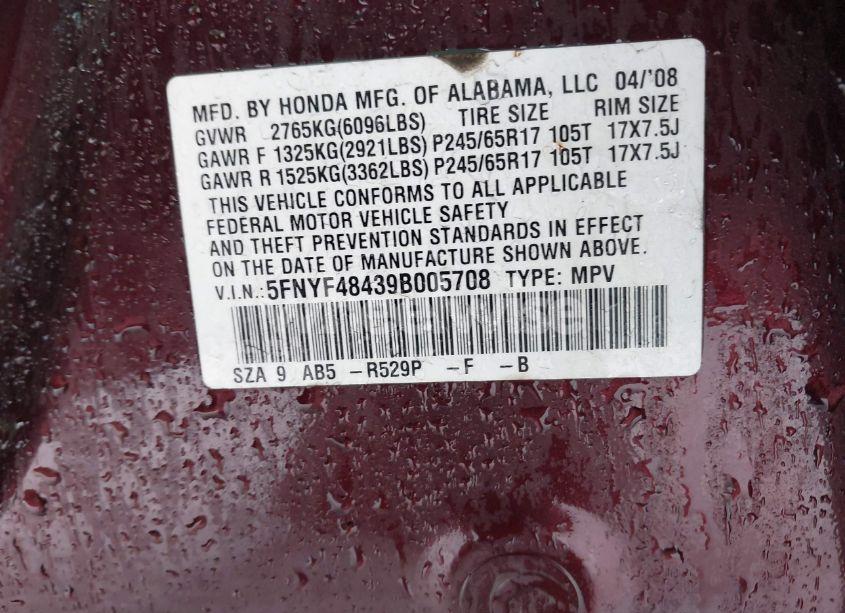 MFD. BY HONDA MFG. OF ALABAMA, LLC 04/'08
GVWR 2765KG(6096LBS) TIRE SIZE RIM SIZE
GAWR F 1325KG(2921LBS) P245/65R17 105T 17X7.5J
GAWR R 1525KG(3362LBS) P245/65R17 105T 17X7.5J
THIS VEHICLE CONFORMS TO ALL APPLICABLE
FEDERAL MOTOR VEHICLE SAFETY
AND THEFT PREVENTION STANDARDS IN EFFECT
ON THE DATE OF MANUFACTURE SHOWN ABOVE.
V.I.N.: 5FNYF48439B005708 TYPE: MPV
SZA 9 AB5 -R529P -F -B